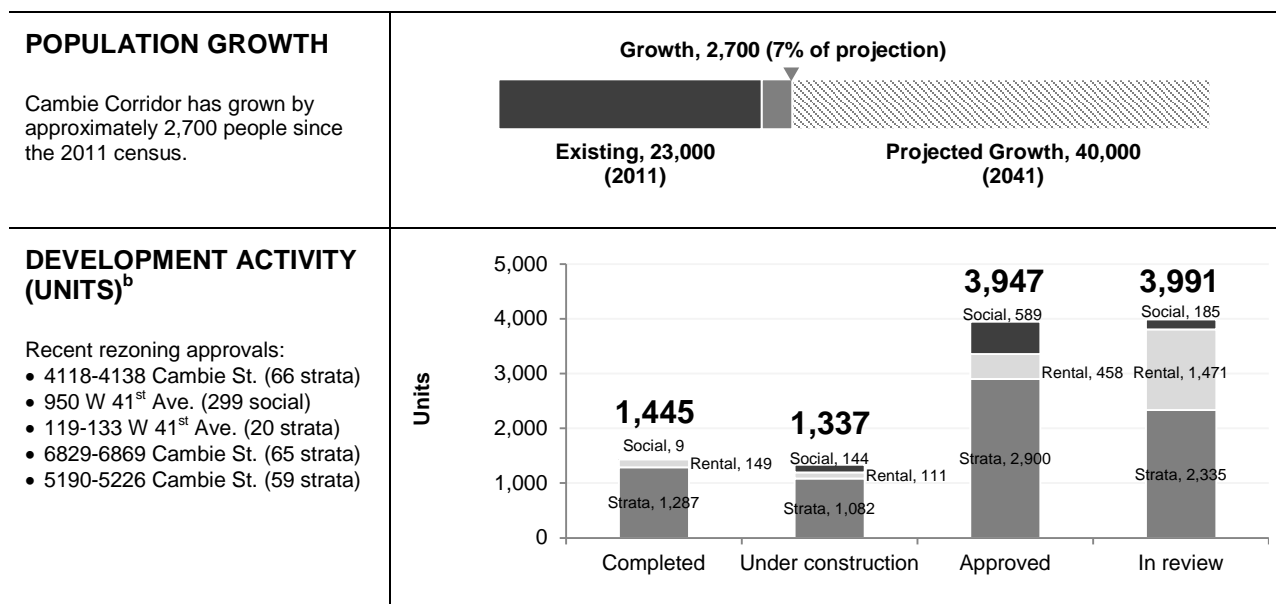 POPULATION GROWTH
Cambie Corridor has grown by
approximately 2,700 people since
the 2011 census.
Growth, 2,700 (7% of projection)
Existing, 23,000
(2011)
Projected Growth, 40,000
(2041)
DEVELOPMENT ACTIVITY
(UNITS)b
Recent rezoning approvals:
• 4118-4138 Cambie St. (66 strata)
• 950 W 41st Ave. (299 social)
• 119-133 W 41st Ave. (20 strata)
• 6829-6869 Cambie St. (65 strata)
• 5190-5226 Cambie St. (59 strata)
Units
5,000
4,000
3,000
2,000
1,000
0
1,445
Social, 9
Rental, 149
Strata, 1,287
Completed
1,337
Social, 144
Rental, 111
Strata, 1,082
Under construction
3,947
Social, 589
Rental, 458
Strata, 2,900
Approved
3,991
Social, 185
Rental, 1,471
Strata, 2,335
In review